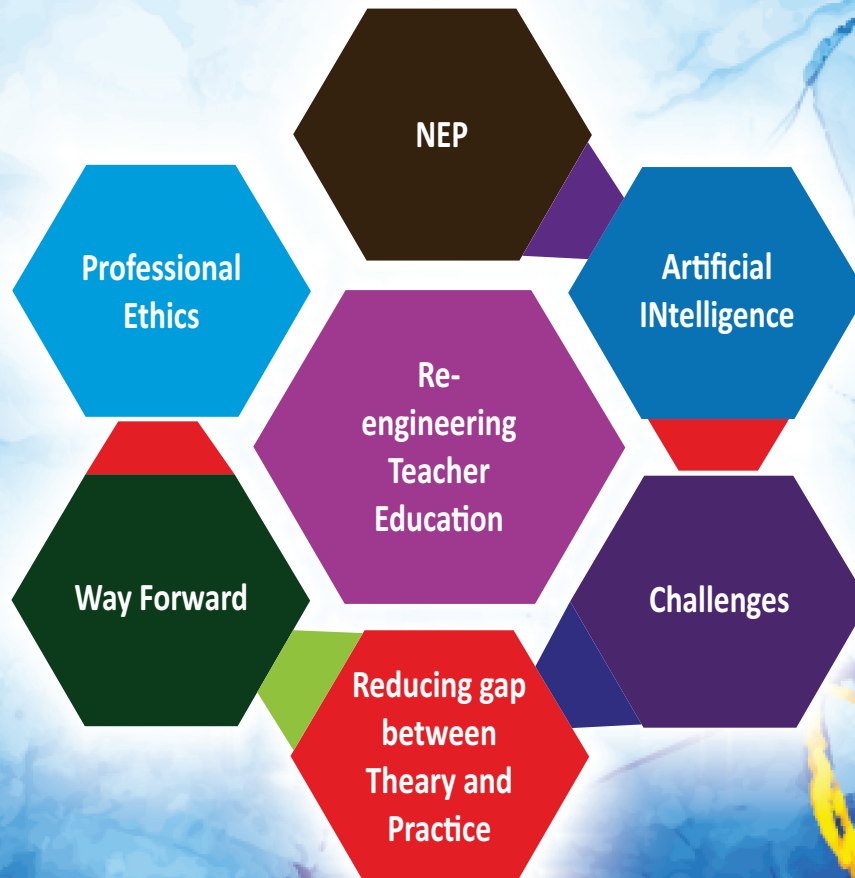 NEP
Professional
Ethics
Artificial
INtelligence
Re-
engineering
Teacher
Education
Way Forward
Challenges
Reducing gap
between
Theary and
Practice